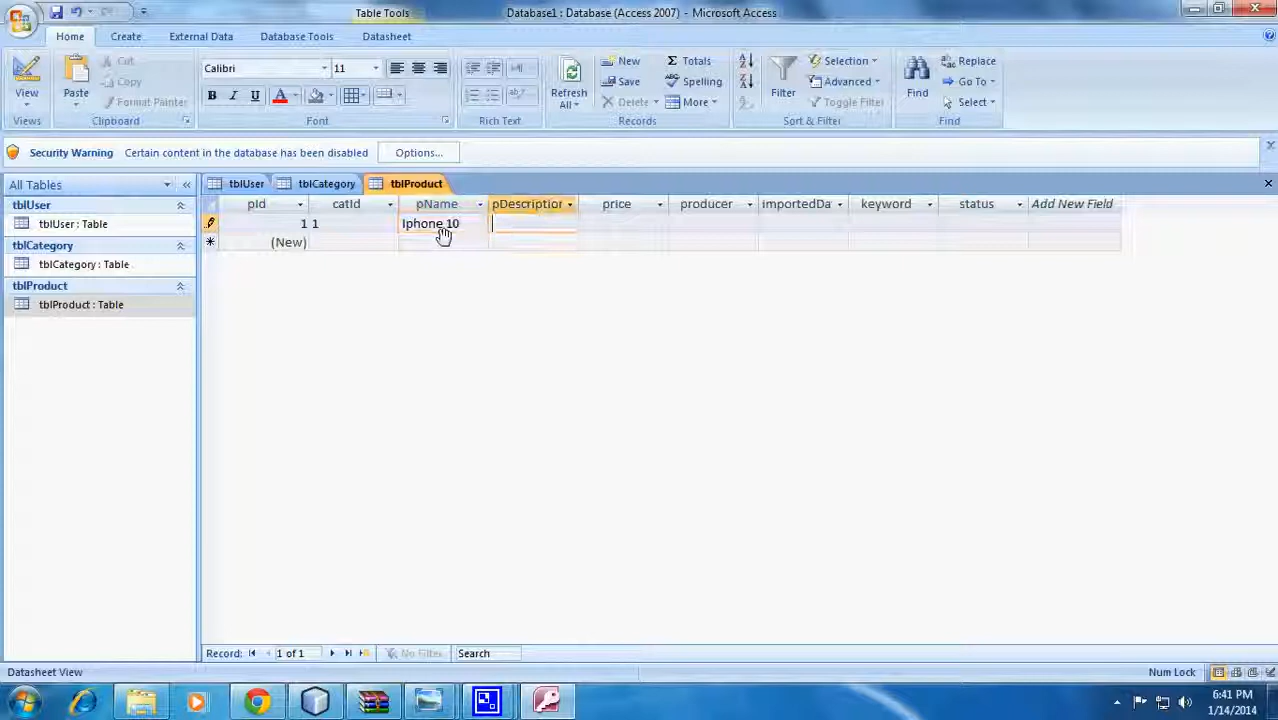 Table Tools
Database1 : Database (Access 2007) - Microsoft Access
Home Create External Data Database Tools Datasheet
View
Views
Paste
Cut
Copy
Format Painter
Clipboard
Calibri 11
B I U A
Font
Rich Text
Refresh All
New
Save
Delete
Totals
Spelling
More
Records
Filter
Selection
Advanced
Toggle Filter
Sort & Filter
Find
Replace
Go To
Select
Find
Security Warning Certain content in the database has been disabled Options...
All Tables
tblUser
tblUser : Table
tblCategory
tblCategory : Table
tblProduct
tblProduct : Table
tblUser tblCategory tblProduct
pId catId pName pDescription price producer importedDa keyword status Add New Field
1 1 Iphone 10
(New)
Record: 1 of 1 No Filter Search
Datasheet View Num Lock
6:41 PM
1/14/2014